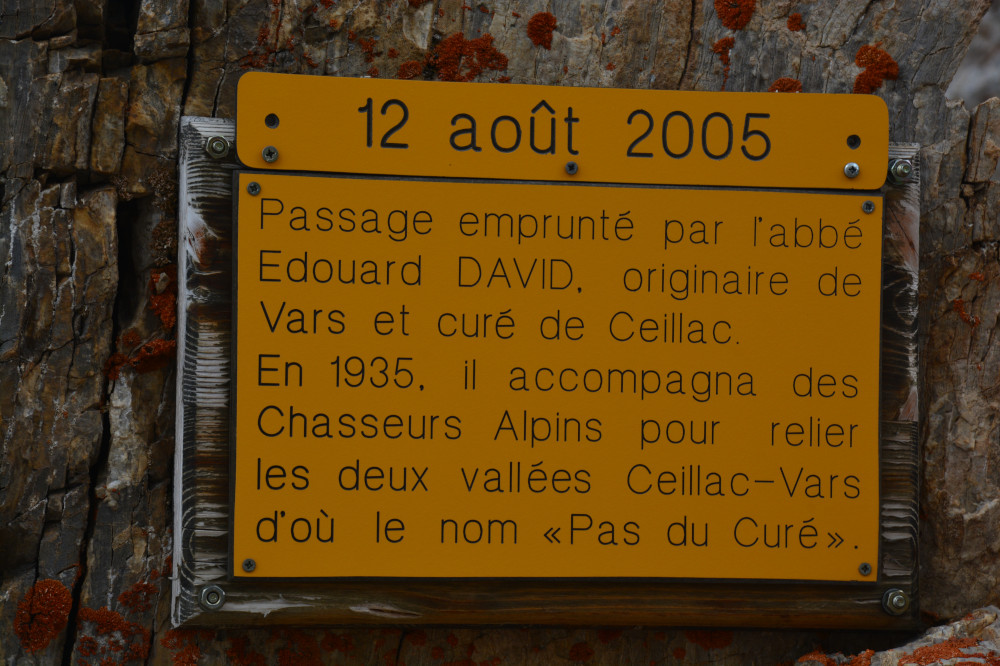 12 août 2005
Passage emprunté par l'abbé
Edouard DAVID, originaire de
Vars et curé de Ceillac.
En 1935, il accompagna des
Chasseurs Alpins pour relier
les deux vallées Ceillac-Vars
d'où le nom «Pas du Curé».